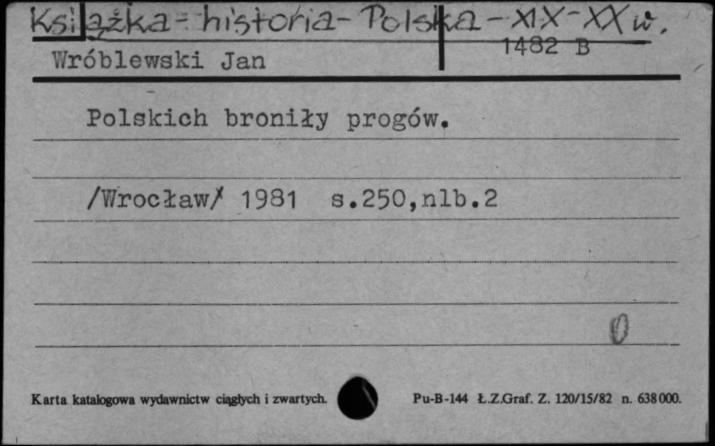 Książka - historia - Polska - XIX - XX w.
1482 B
Wróblewski Jan
Polskich broniły progów.
/Wrocław/ 1981 s.250,nlb.2
0
Karta katalogowa wydawnictw ciągłych i zwartych. Pu-B-144 Ł.Z.Graf. Z. 120/15/82 n. 638000.